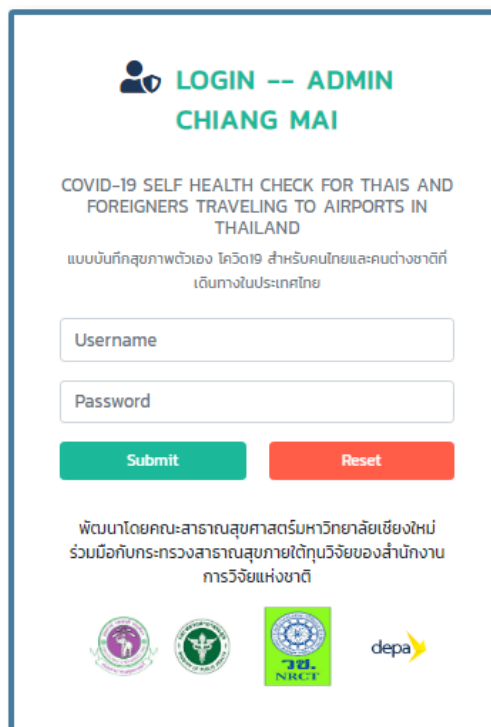 LOGIN -- ADMIN
CHIANG MAI
COVID-19 SELF HEALTH CHECK FOR THAIS AND
FOREIGNERS TRAVELING TO AIRPORTS IN
THAILAND
แบบบันทึกสุขภาพตัวเอง โควิด19 สำหรับคนไทยและคนต่างชาติที่
เดินทางในประเทศไทย
Username
Password
Submit Reset
พัฒนาโดยคณะสาธาณสุขศาสตร์มหาวิทยาลัยเชียงใหม่
ร่วมมือกับกระทรวงสาธาณสุขภายใต้ทุนวิจัยของสำนักงาน
การวิจัยแห่งชาติ
วช.
NRCT
depa